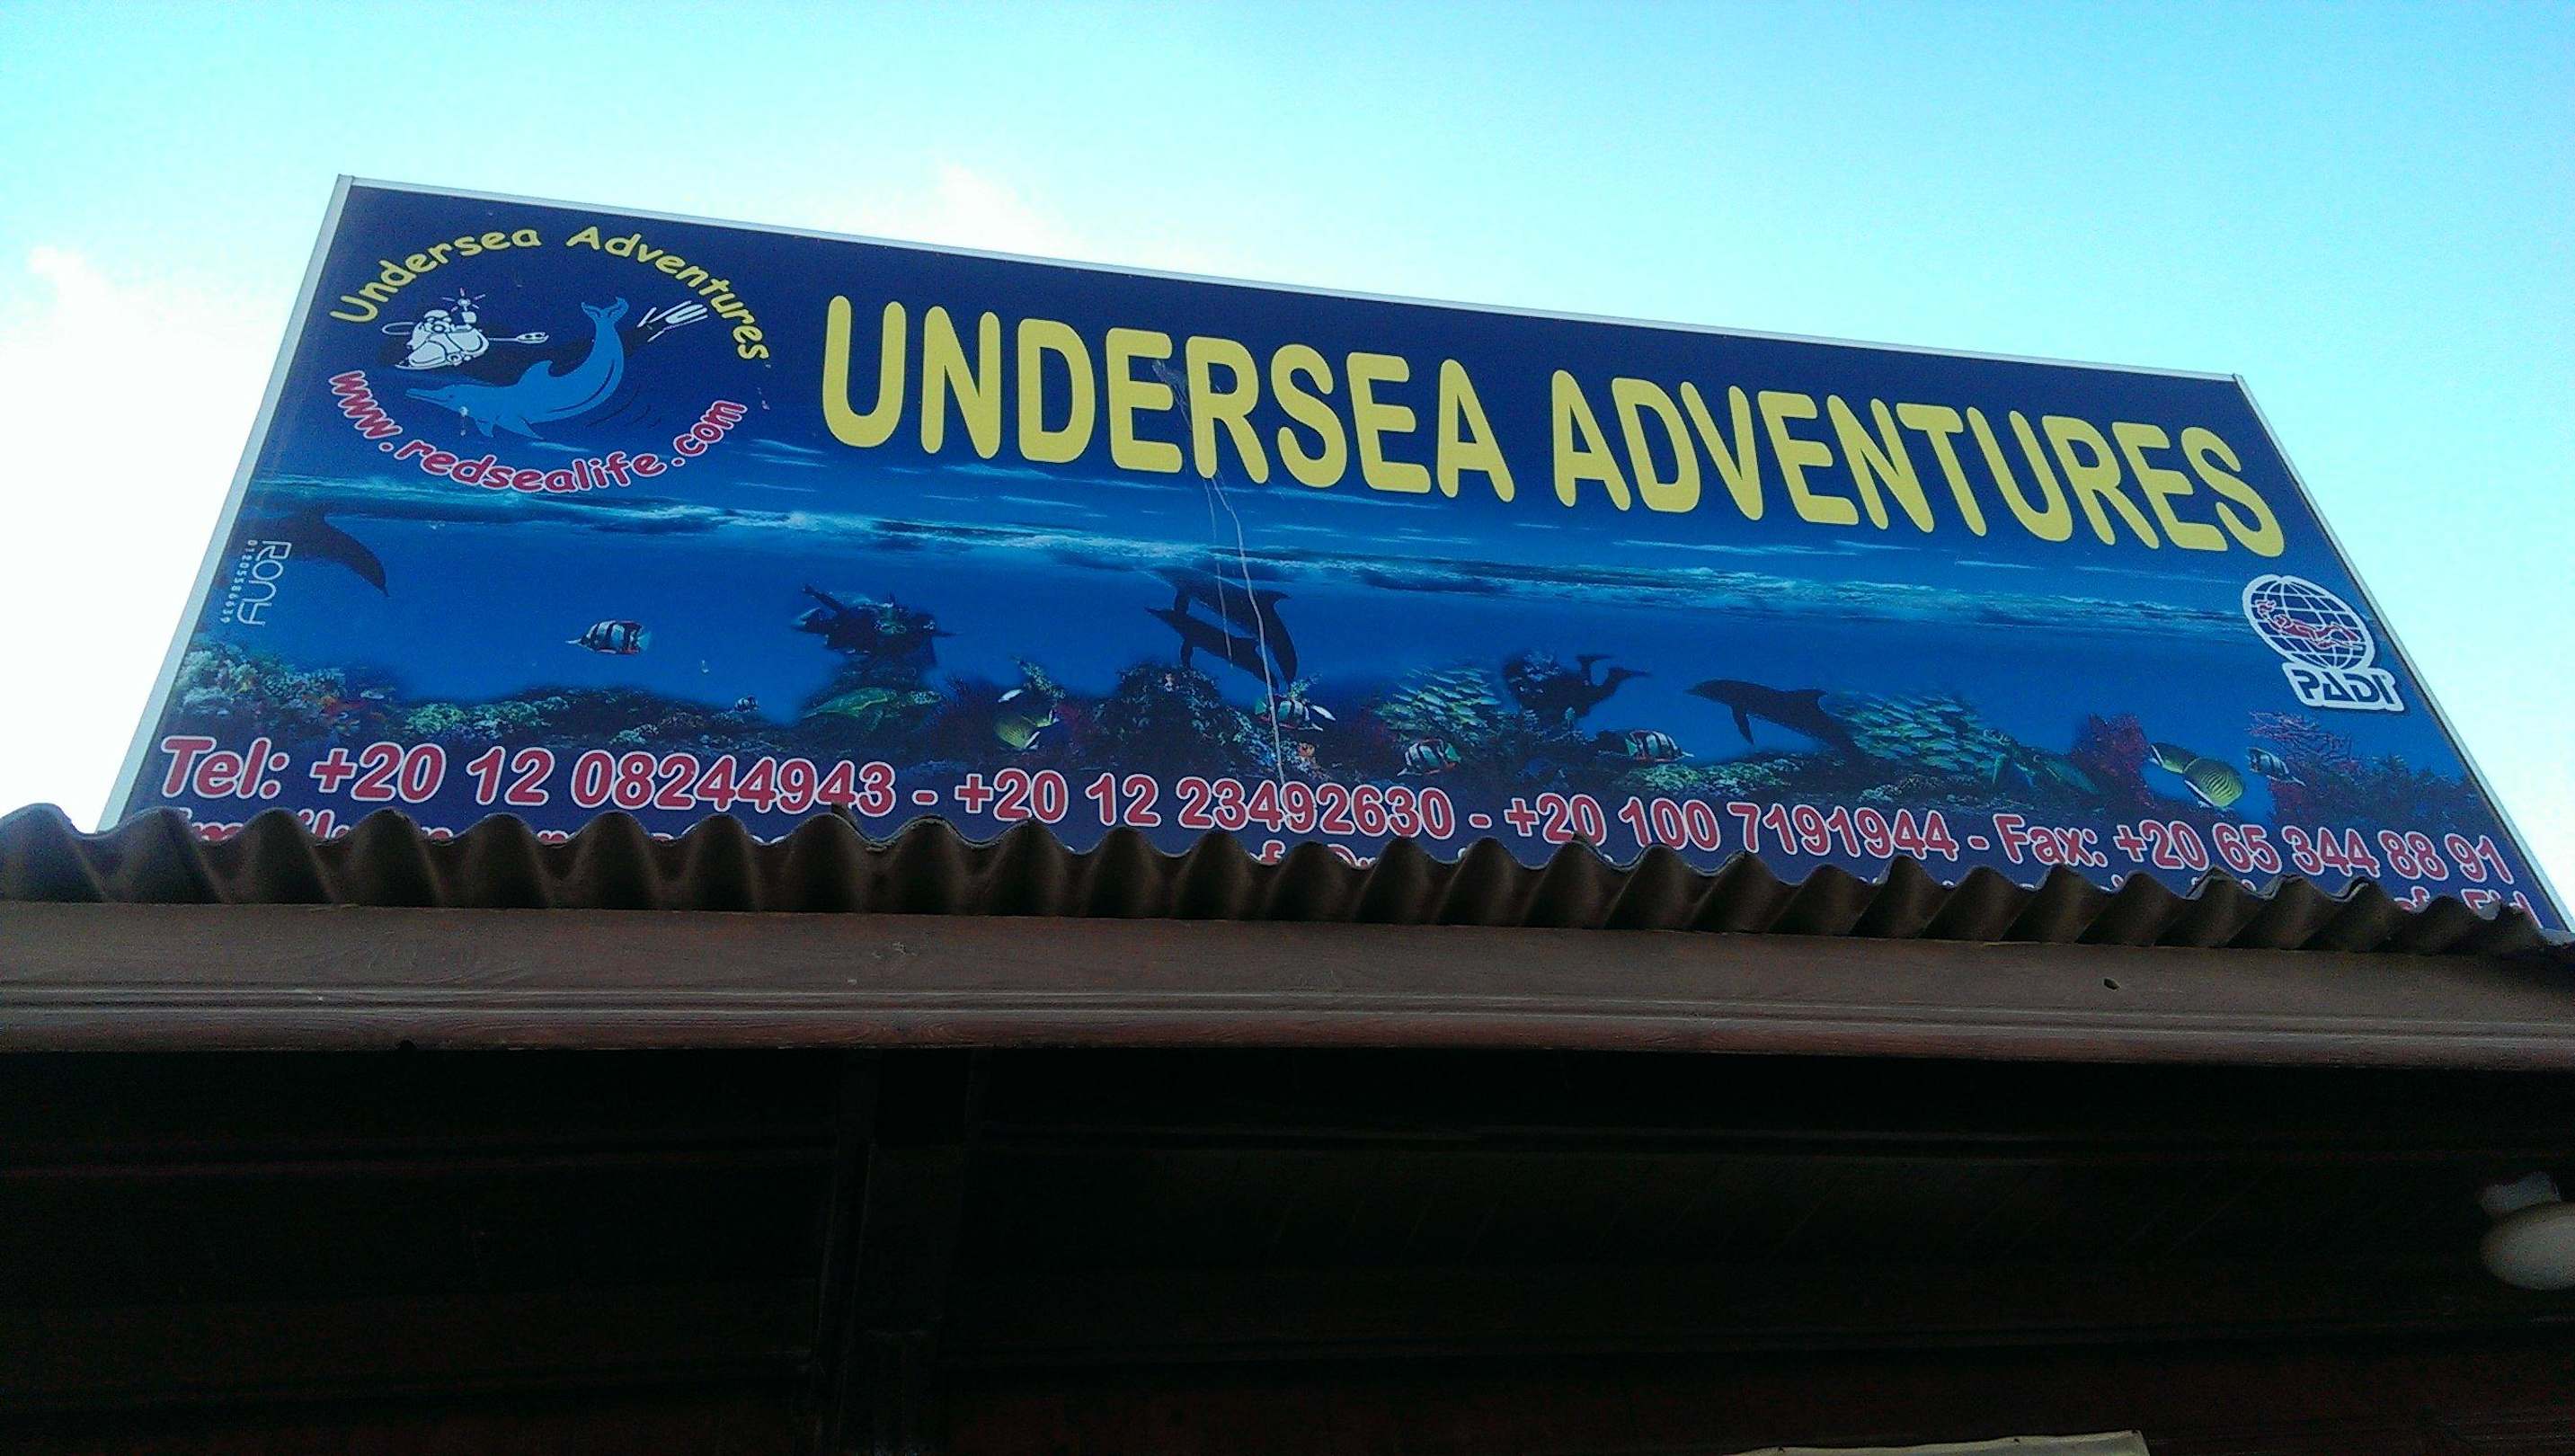 Undersea Adventures
www.redsealife.com
UNDERSEA ADVENTURES
PADI
Tel: +20 12 08244943 - +20 12 23492630 - +20 100 7191944 - Fax: +20 65 344 88 91